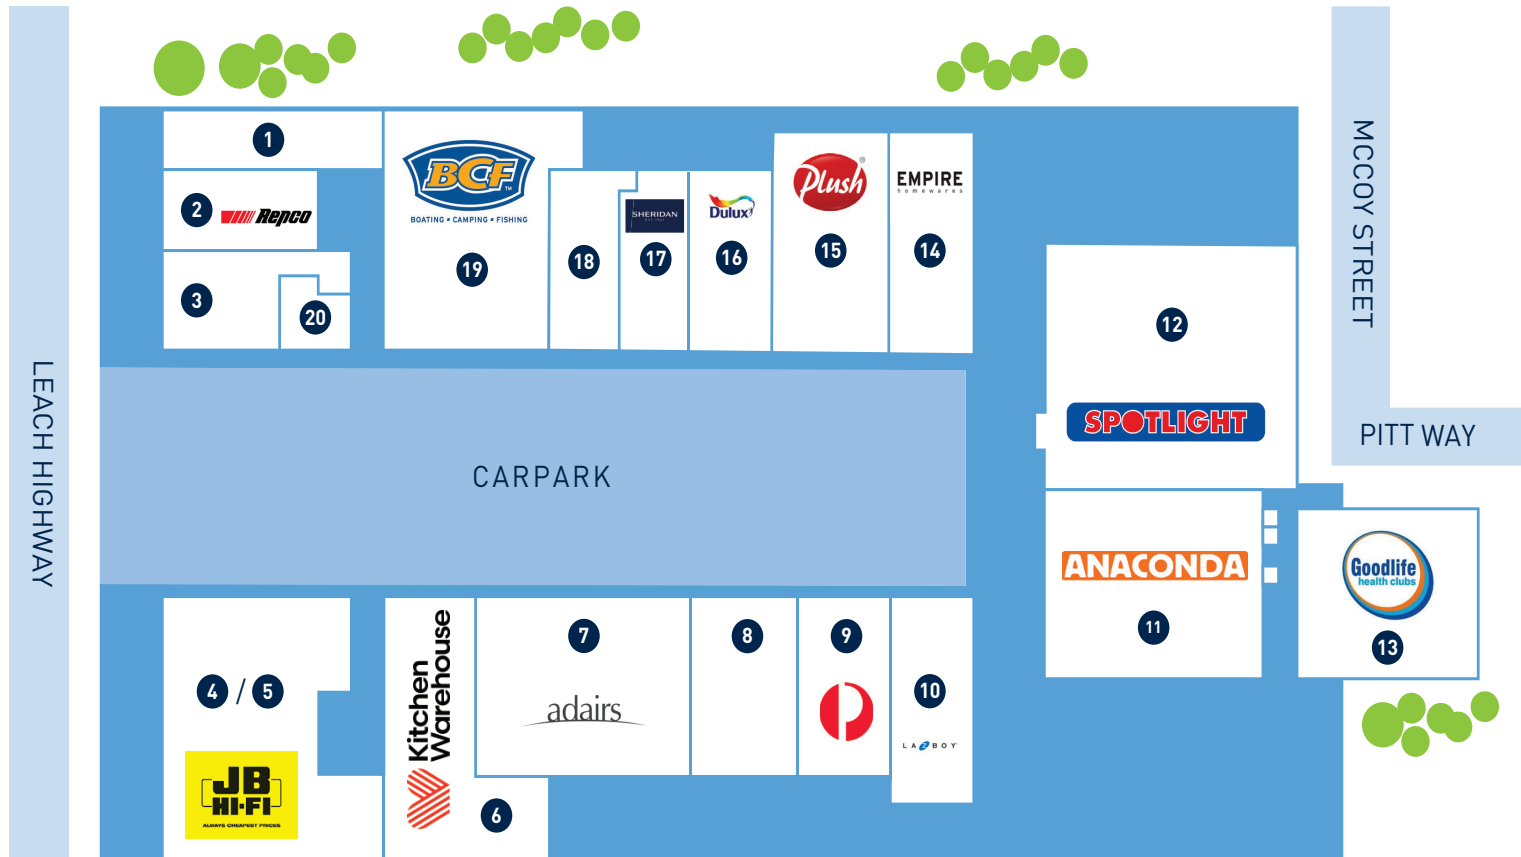 LEACH HIGHWAY
MCCOY STREET
PITT WAY
1
2
Repco
3
20
BCF
TM
BOATING • CAMPING • FISHING
19
18
SHERIDAN
17
Dulux
16
Plush
®
15
EMPIRE
homewares
14
12
SPOTLIGHT
CARPARK
ANACONDA
11
Goodlife
health clubs
13
4 / 5
JB
HI-FI
ALWAYS CHEAPEST PRICES
Kitchen
Warehouse
6
7
adairs
8
9
10
LA Z BOY